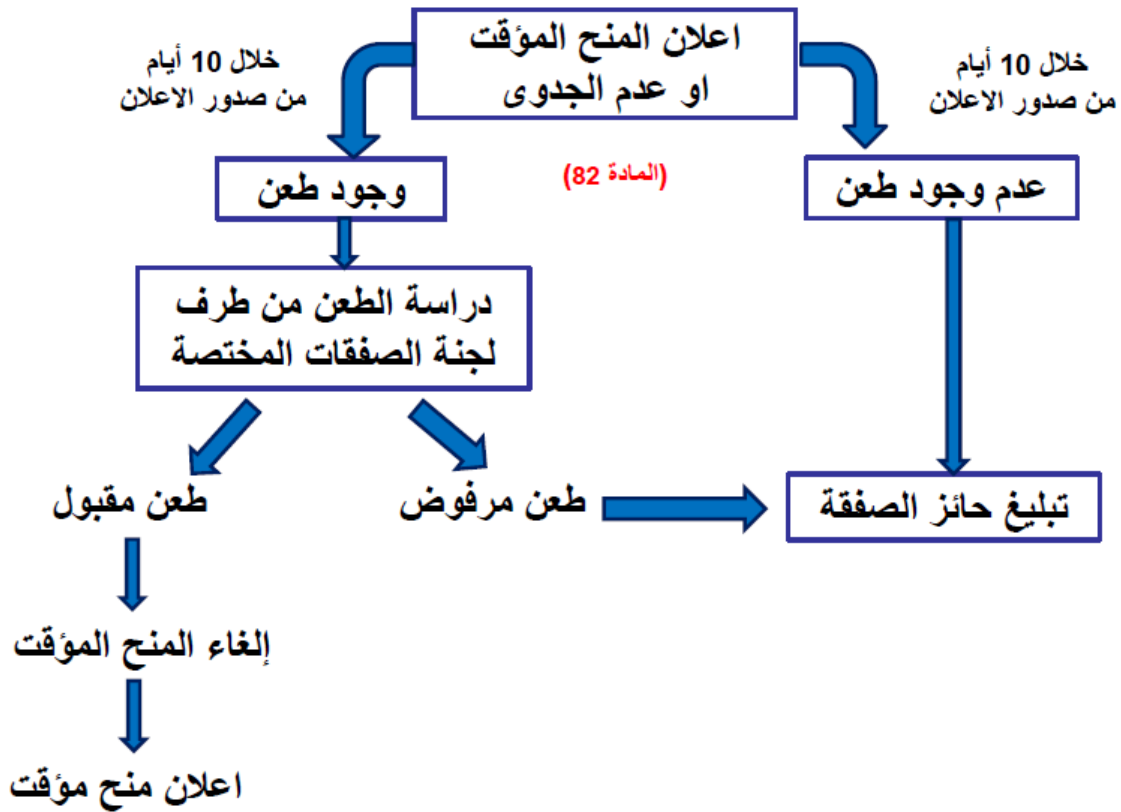 اعلان المنح المؤقت
او عدم الجدوى
خلال 10 أيام
من صدور الاعلان
خلال 10 أيام
من صدور الاعلان
(المادة 82)
عدم وجود طعن
وجود طعن
دراسة الطعن من طرف
لجنة الصفقات المختصة
تبليغ حائز الصفقة
طعن مرفوض
طعن مقبول
إلغاء المنح المؤقت
اعلان منح مؤقت